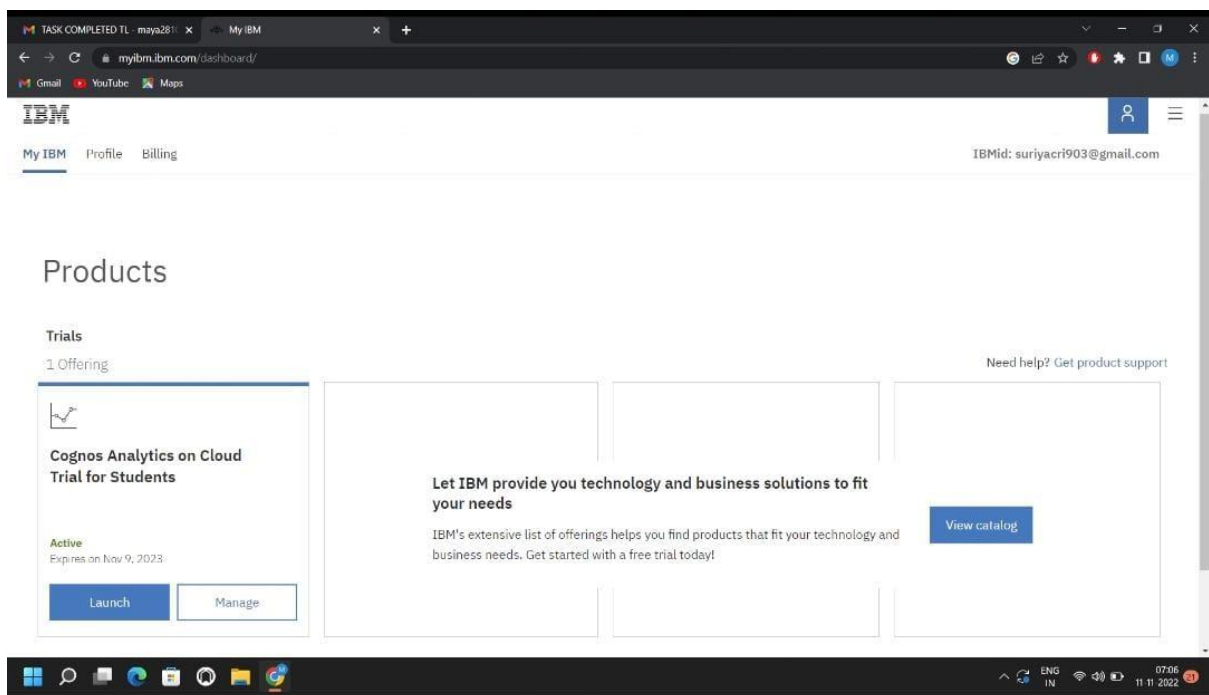 TASK COMPLETED TL - maya281
My IBM
myibm.ibm.com/dashboard/
Gmail YouTube Maps
M
IBM
My IBM Profile Billing
IBMid: suriyacri903@gmail.com
Products
Trials
1 Offering
Need help? Get product support
Cognos Analytics on Cloud
Trial for Students
Let IBM provide you technology and business solutions to fit
your needs
IBM's extensive list of offerings helps you find products that fit your technology and
business needs. Get started with a free trial today!
View catalog
Active
Expires on Nov 9, 2023
Launch Manage
ENG
IN
07:06
11-11-2022
21